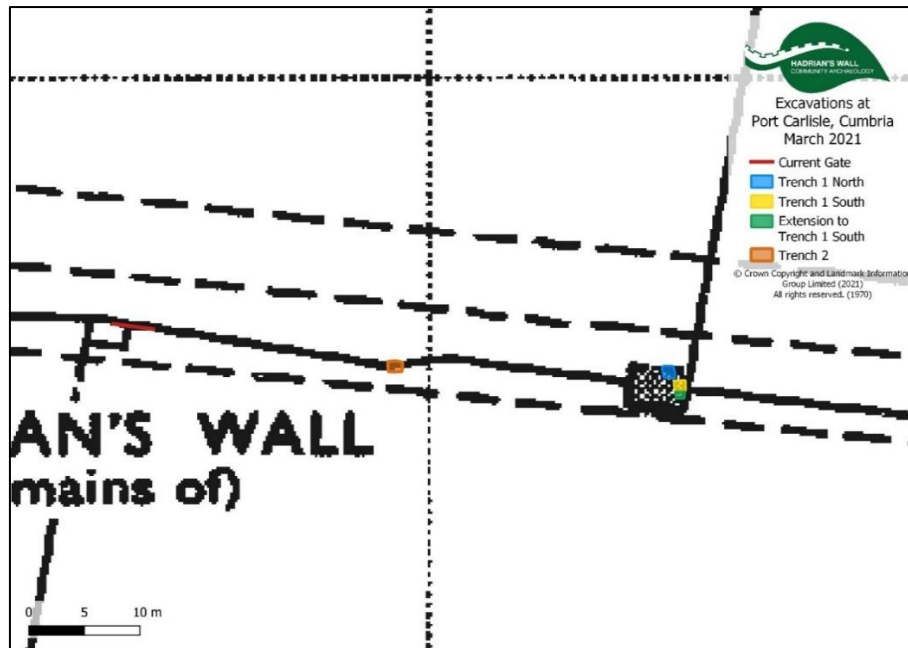 HADRIAN'S WALL
COMMUNITY ARCHAEOLOGY
Excavations at
Port Carlisle, Cumbria
March 2021
Current Gate
Trench 1 North
Trench 1 South
Extension to
Trench 1 South
Trench 2
© Crown Copyright and Landmark Information
Group Limited (2021)
All rights reserved. (1970)
AN'S WALL
mains of)
0 5 10 m